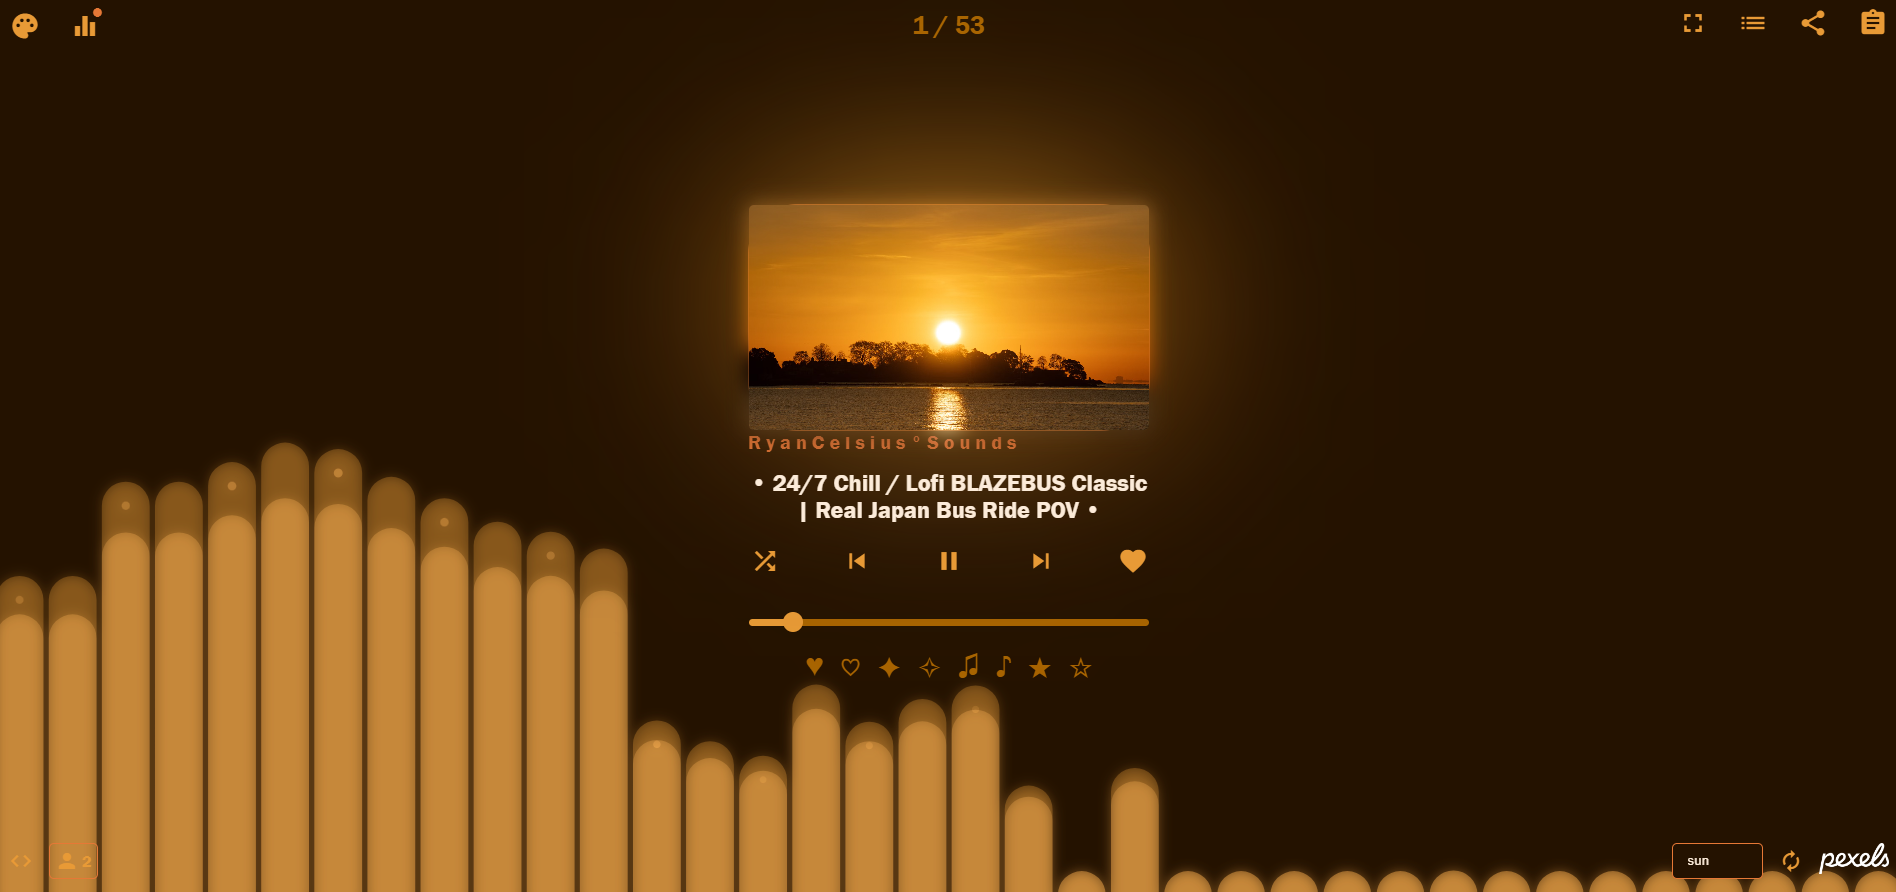 1 / 53
RyanCelsius°Sounds
• 24/7 Chill / Lofi BLAZEBUS Classic
| Real Japan Bus Ride POV •
♥ ♡ ✦ ✧ ♫ ♪ ★ ☆
2
sun
pexels